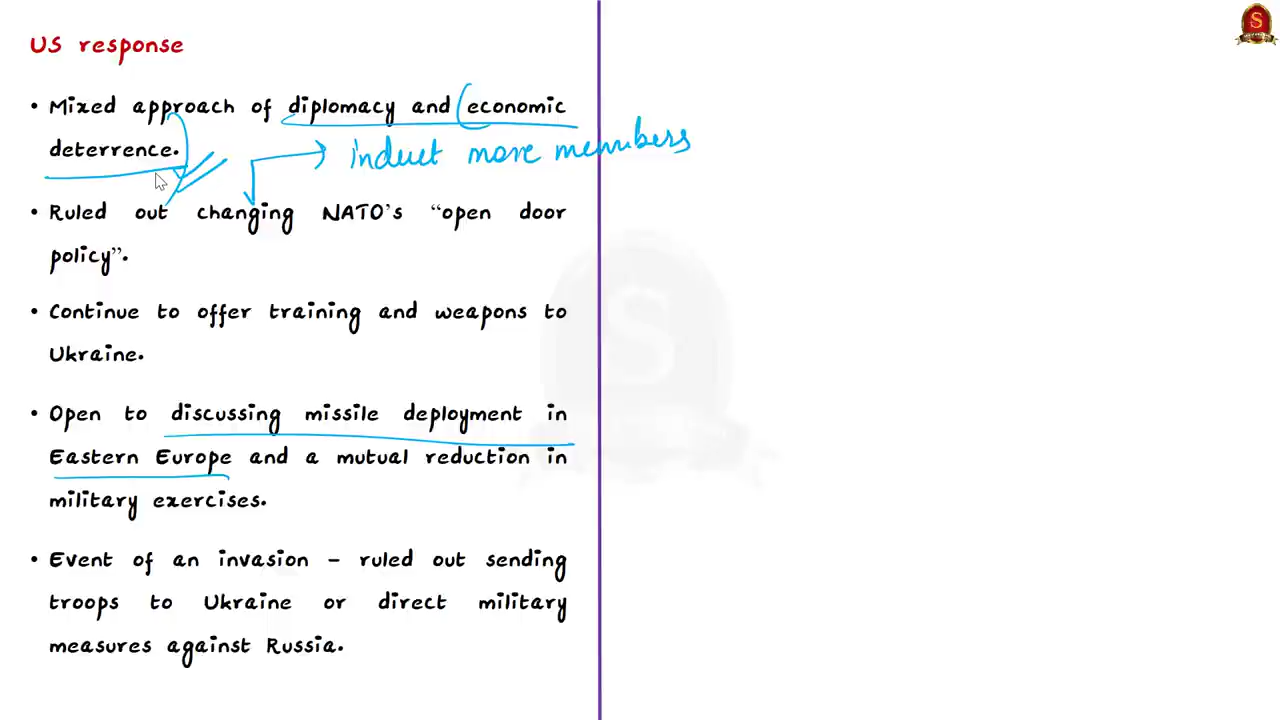 US response
• Mixed approach of diplomacy and economic
deterrence.
induct more members
• Ruled out changing NATO's “open door
policy”.
• Continue to offer training and weapons to
Ukraine.
• Open to discussing missile deployment in
Eastern Europe and a mutual reduction in
military exercises.
• Event of an invasion – ruled out sending
troops to Ukraine or direct military
measures against Russia.
S
S